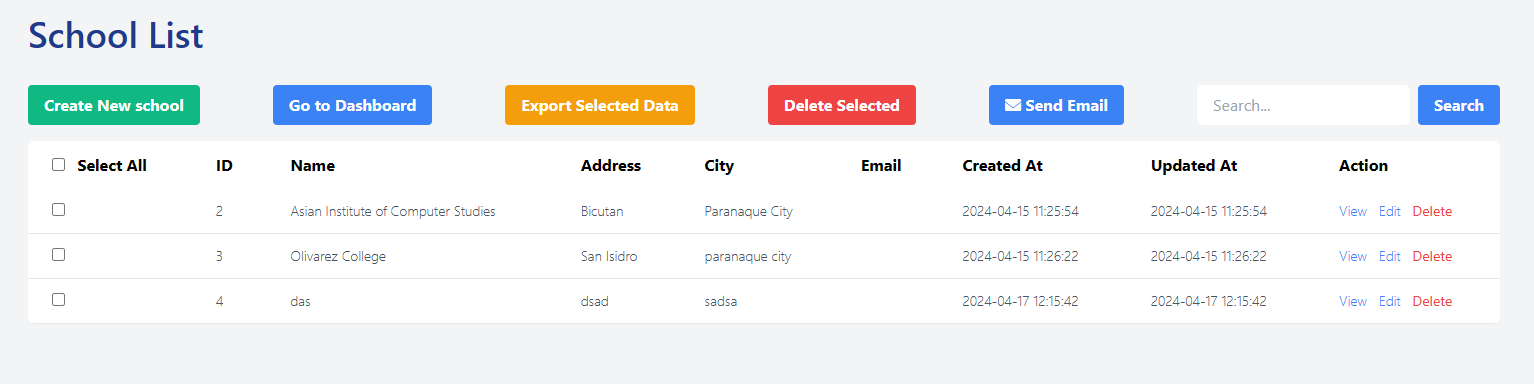 School List
Create New school Go to Dashboard Export Selected Data Delete Selected Send Email Search... Search
Select All ID Name Address City Email Created At Updated At Action
2 Asian Institute of Computer Studies Bicutan Paranaque City 2024-04-15 11:25:54 2024-04-15 11:25:54 View Edit Delete
3 Olivarez College San Isidro paranaque city 2024-04-15 11:26:22 2024-04-15 11:26:22 View Edit Delete
4 das dsad sadsa 2024-04-17 12:15:42 2024-04-17 12:15:42 View Edit Delete